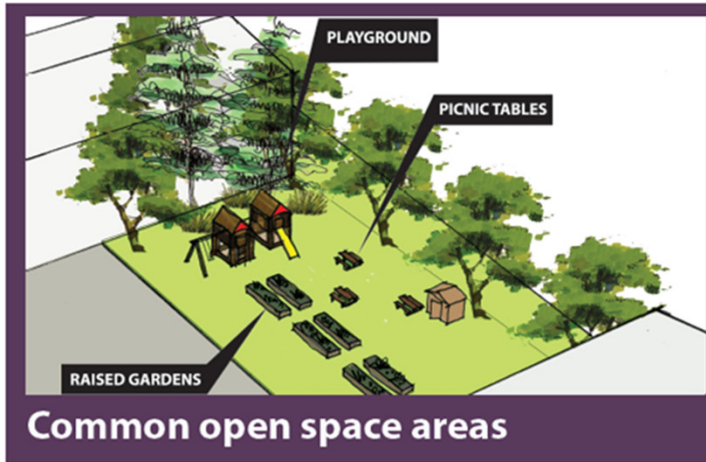 PLAYGROUND
PICNIC TABLES
RAISED GARDENS
Common open space areas